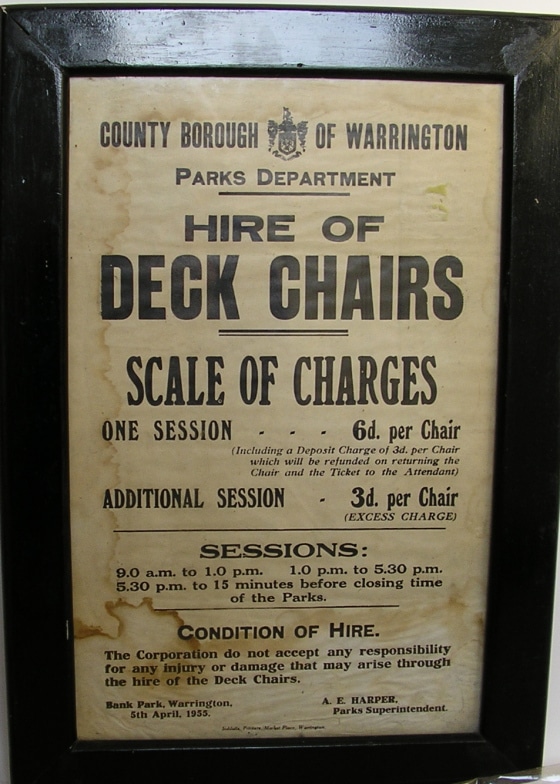 COUNTY BOROUGH OF WARRINGTON
PARKS DEPARTMENT
HIRE OF
DECK CHAIRS
SCALE OF CHARGES
ONE SESSION - - - 6d. per Chair
(Including a Deposit Charge of 3d. per Chair
which will be refunded on returning the
Chair and the Ticket to the Attendant)
ADDITIONAL SESSION - 3d. per Chair
(EXCESS CHARGE)
SESSIONS:
9.0 a.m. to 1.0 p.m. 1.0 p.m. to 5.30 p.m.
5.30 p.m. to 15 minutes before closing time
of the Parks.
CONDITION OF HIRE.
The Corporation do not accept any responsibility
for any injury or damage that may arise through
the hire of the Deck Chairs.
Bank Park, Warrington, A. E. HARPER,
5th April, 1955. Parks Superintendent.
Printers, Market Place, Warrington.